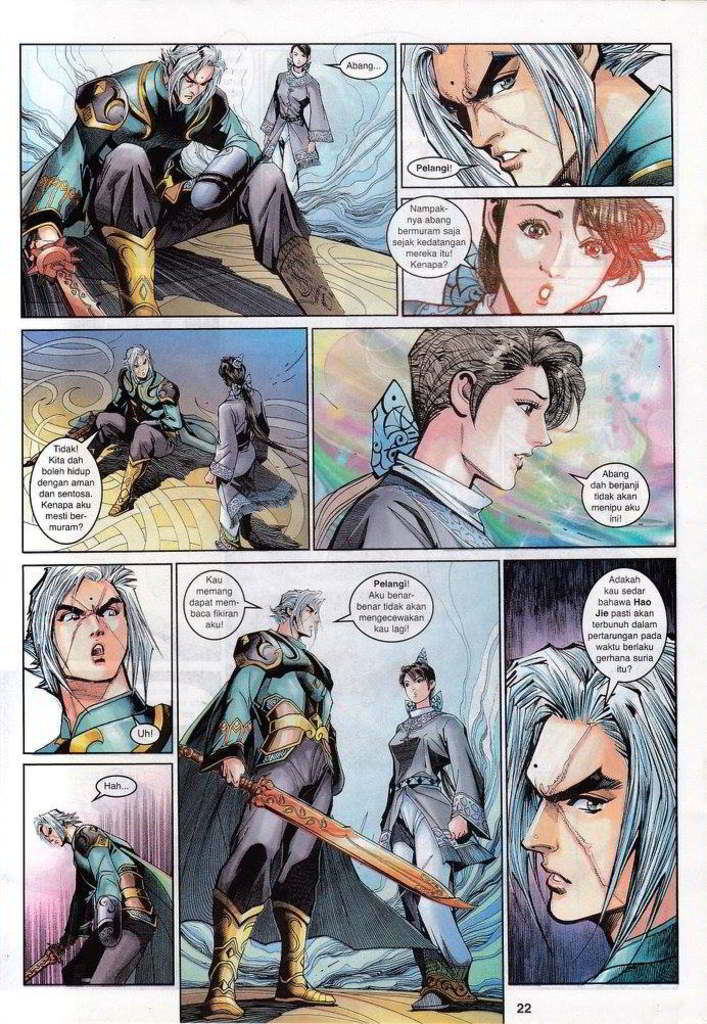 Abang...
Pelangi!
Nampak-
nya abang
bermuram saja
sejak kedatangan
mereka itu!
Kenapa?
Tidak!
Kita dah
boleh hidup
dengan aman
dan sentosa.
Kenapa aku
mesti ber-
muram?
Abang
dah berjanji
tidak akan
menipu aku
ini!
Uh!
Hah...
Kau
memang
dapat mem-
baca fikiran
aku!
Pelangi!
Aku benar-
benar tidak akan
mengecewakan
kau lagi!
Adakah
kau sedar
bahawa Hao
Jie pasti akan
terbunuh dalam
pertarungan pada
waktu berlaku
gerhana suria
itu?
22